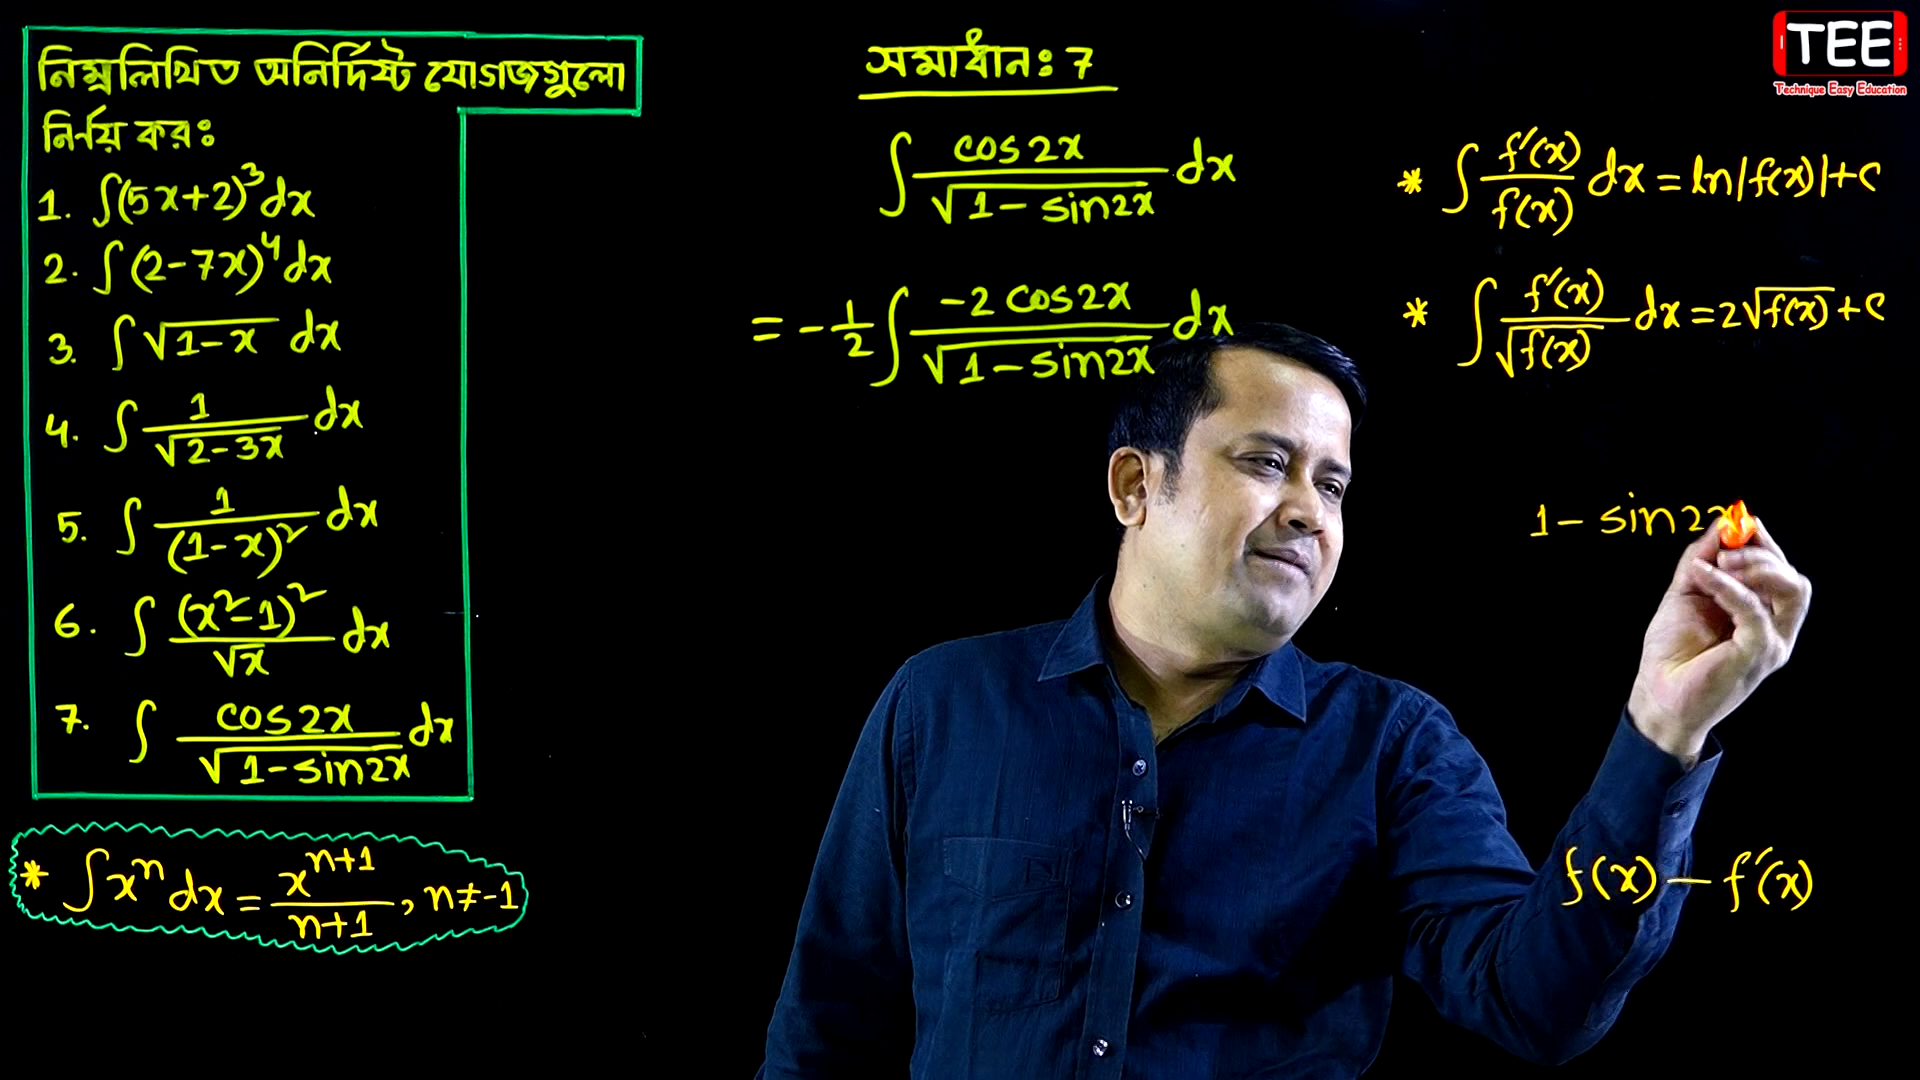 নিম্নলিখিত অনির্দিষ্ট যোগজগুলো
নির্ণয় কর:
1. ∫(5x+2)³dx
2. ∫(2-7x)⁴dx
3. ∫√(1-x) dx
4. ∫ 1/√(2-3x) dx
5. ∫ 1/(1-x)² dx
6. ∫ (x²-1)²/√x dx
7. ∫ cos2x/√(1-sin2x) dx
* ∫xⁿdx = xⁿ⁺¹/(n+1), n≠-1
সমাধান: 7
∫ cos2x/√(1-sin2x) dx
= -1/2 ∫ -2 cos2x/√(1-sin2x) dx
TEE
Technique Easy Education
* ∫ f′(x)/f(x) dx = ln|f(x)|+c
* ∫ f′(x)/√f(x) dx = 2√f(x)+c
1- sin2x
f(x) — f′(x)